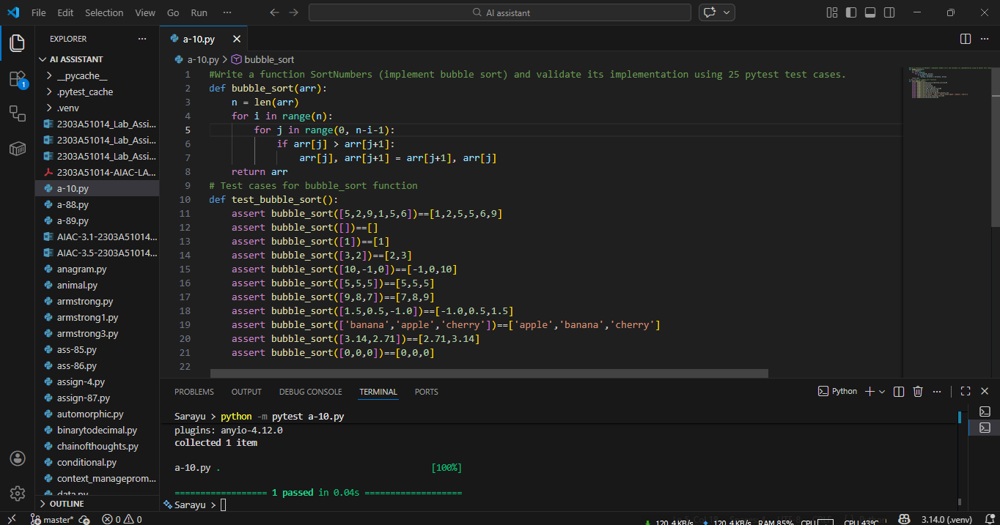 File Edit Selection View Go Run ···
AI assistant
EXPLORER ···
AI ASSISTANT
__pycache__
.pytest_cache
.venv
2303A51014_Lab_Assi...
2303A51014_Lab_Assi...
2303A51014_Lab_Assi...
2303A51014-AIAC-LA...
a-10.py
a-88.py
a-89.py
AIAC-3.1-2303A51014...
AIAC-3.5-2303A51014...
anagram.py
animal.py
armstrong.py
armstrong1.py
armstrong3.py
ass-85.py
ass-86.py
assign-4.py
assign-87.py
automorphic.py
binarytodecimal.py
chainofthoughts.py
conditional.py
context_manageprom...
data.py
OUTLINE
1
a-10.py
a-10.py > bubble_sort
1 #Write a function SortNumbers (implement bubble sort) and validate its implementation using 25 pytest test cases.
2 def bubble_sort(arr):
3 n = len(arr)
4 for i in range(n):
5 for j in range(0, n-i-1):
6 if arr[j] > arr[j+1]:
7 arr[j], arr[j+1] = arr[j+1], arr[j]
8 return arr
9 # Test cases for bubble_sort function
10 def test_bubble_sort():
11 assert bubble_sort([5,2,9,1,5,6])==[1,2,5,5,6,9]
12 assert bubble_sort([])==[]
13 assert bubble_sort([1])==[1]
14 assert bubble_sort([3,2])==[2,3]
15 assert bubble_sort([10,-1,0])==[-1,0,10]
16 assert bubble_sort([5,5,5])==[5,5,5]
17 assert bubble_sort([9,8,7])==[7,8,9]
18 assert bubble_sort([1.5,0.5,-1.0])==[-1.0,0.5,1.5]
19 assert bubble_sort(['banana','apple','cherry'])==['apple','banana','cherry']
20 assert bubble_sort([3.14,2.71])==[2.71,3.14]
21 assert bubble_sort([0,0,0])==[0,0,0]
22
PROBLEMS OUTPUT DEBUG CONSOLE TERMINAL PORTS
Python
Sarayu > python -m pytest a-10.py
plugins: anyio-4.12.0
collected 1 item
a-10.py . [100%]
================== 1 passed in 0.04s ===================
Sarayu >
master* 0 0
120.4 KB/s 120.4 KB/s RAM 85% CPU CPU 43°C
3.14.0 (.venv)